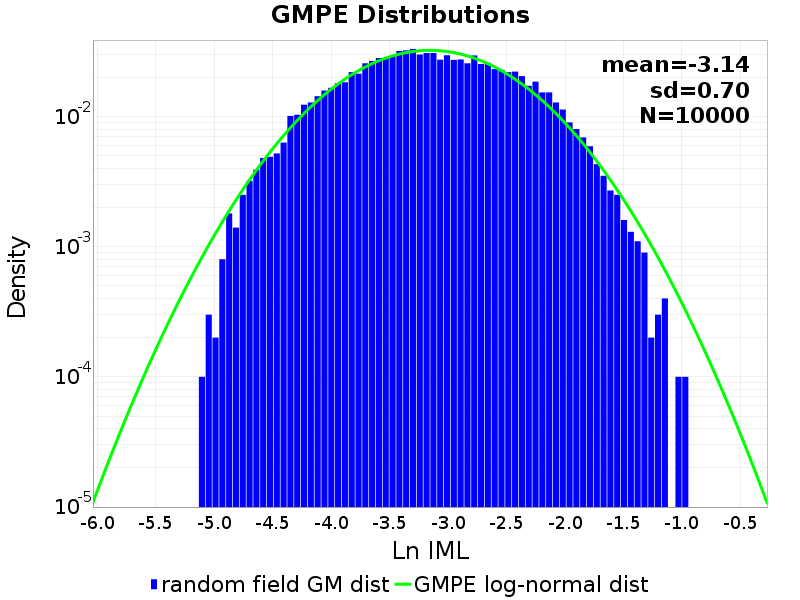 GMPE Distributions
mean=-3.14
sd=0.70
N=10000
10-2
10-3
10-4
10-5
Density
-6.0 -5.5 -5.0 -4.5 -4.0 -3.5 -3.0 -2.5 -2.0 -1.5 -1.0 -0.5
Ln IML
random field GM dist GMPE log-normal dist